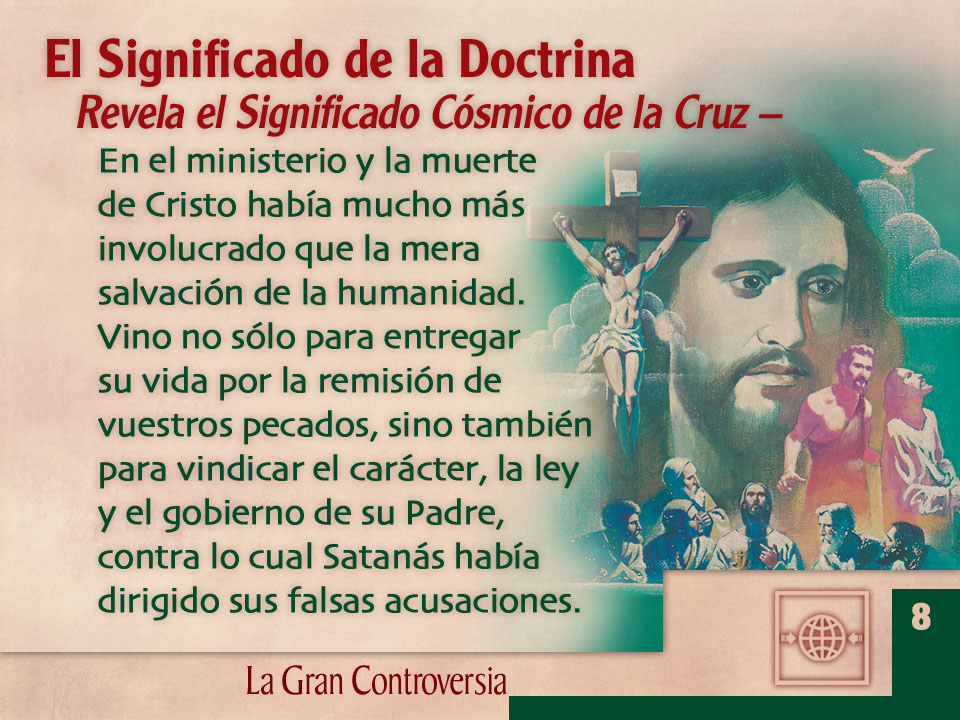 El Significado de la Doctrina
Revela el Significado Cósmico de la Cruz –
En el ministerio y la muerte
de Cristo había mucho más
involucrado que la mera
salvación de la humanidad.
Vino no sólo para entregar
su vida por la remisión de
vuestros pecados, sino también
para vindicar el carácter, la ley
y el gobierno de su Padre,
contra lo cual Satanás había
dirigido sus falsas acusaciones.
8
La Gran Controversia